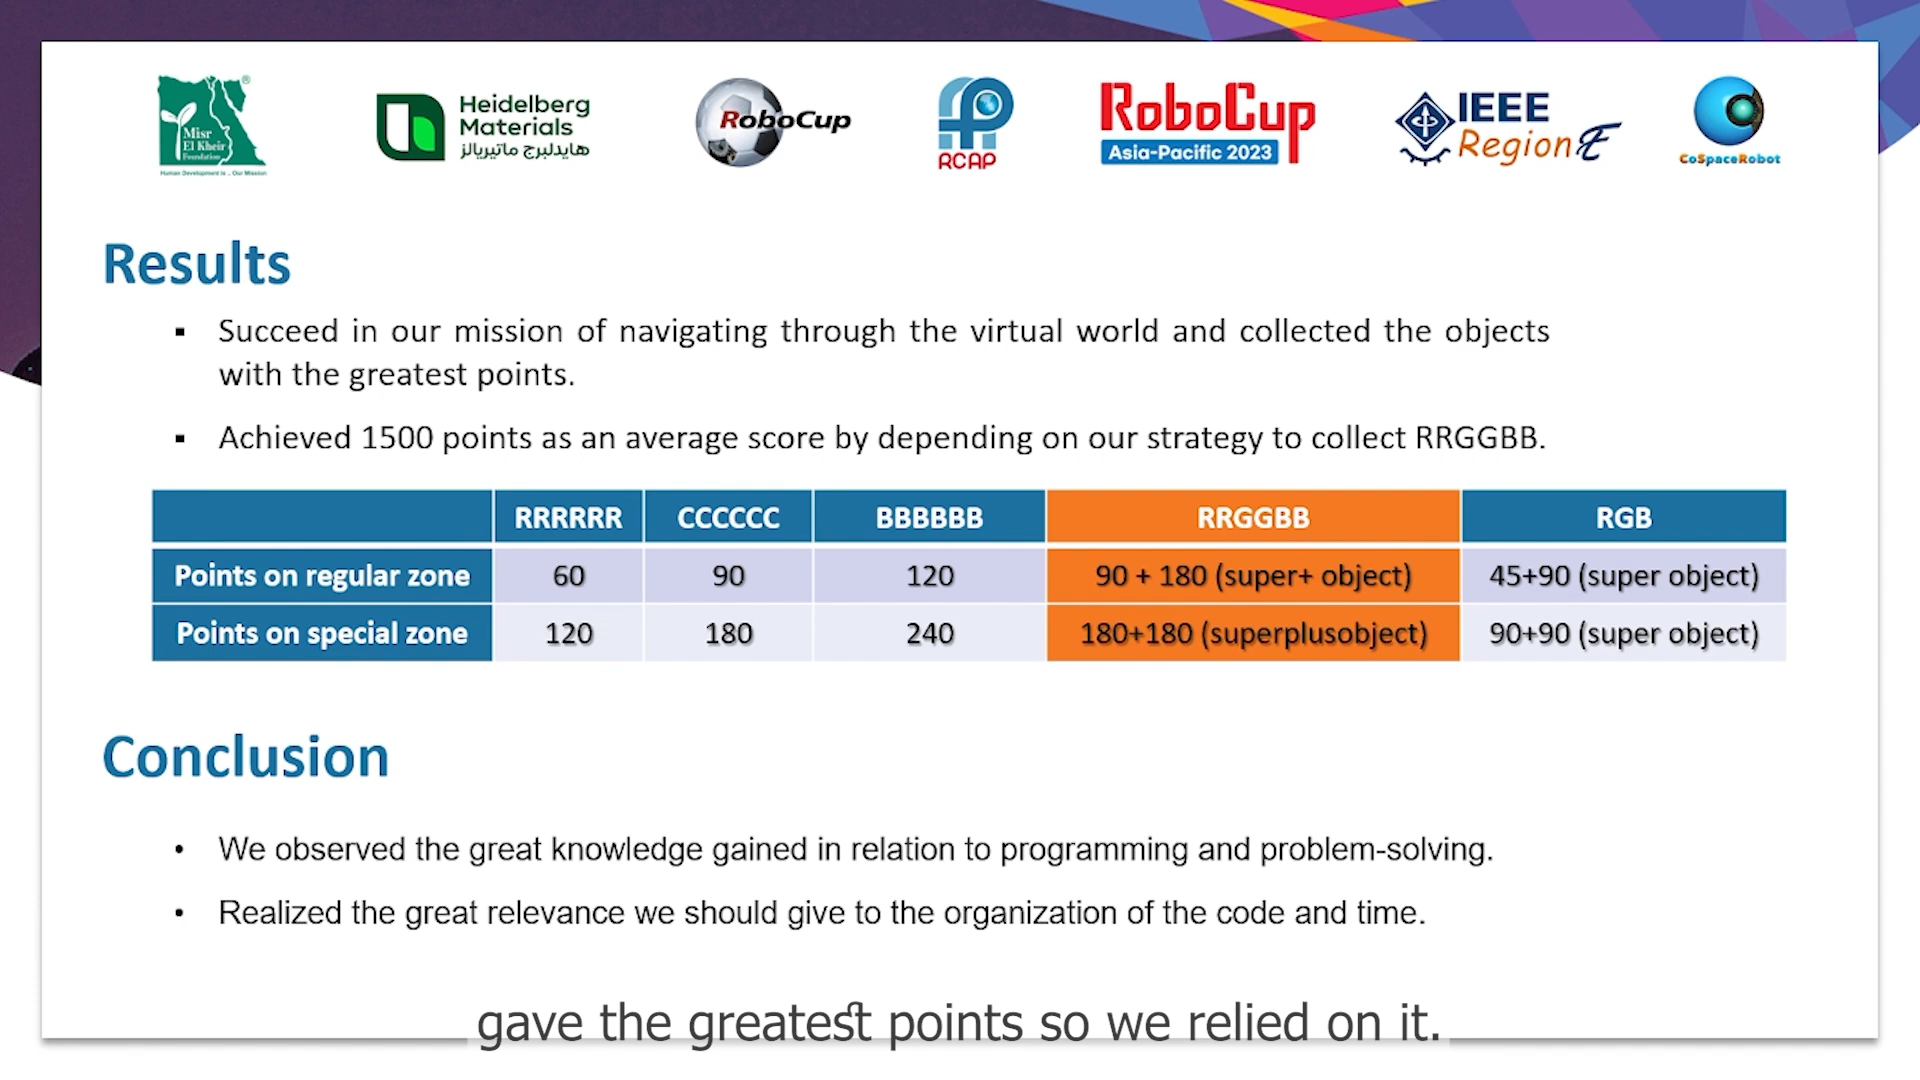 Misr
El Kheir
Foundation
Human Development is .. Our Mission
Heidelberg
Materials
هايدلبرج ماتيريالز
RoboCup
RCAP
RoboCup
Asia-Pacific 2023
IEEE
Region E
CoSpaceRobot
Results
▪ Succeed in our mission of navigating through the virtual world and collected the objects
with the greatest points.
▪ Achieved 1500 points as an average score by depending on our strategy to collect RRGGBB.
RRRRRR CCCCCC BBBBBB RRGGBB RGB
Points on regular zone 60 90 120 90 + 180 (super+ object) 45+90 (super object)
Points on special zone 120 180 240 180+180 (superplusobject) 90+90 (super object)
Conclusion
• We observed the great knowledge gained in relation to programming and problem-solving.
• Realized the great relevance we should give to the organization of the code and time.
gave the greatest points so we relied on it.